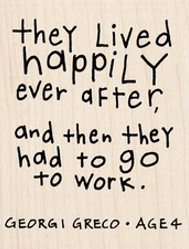 they Lived
happiLy
ever after,
and then they
had to go
to work.
GEORGI GRECO • AGE 4